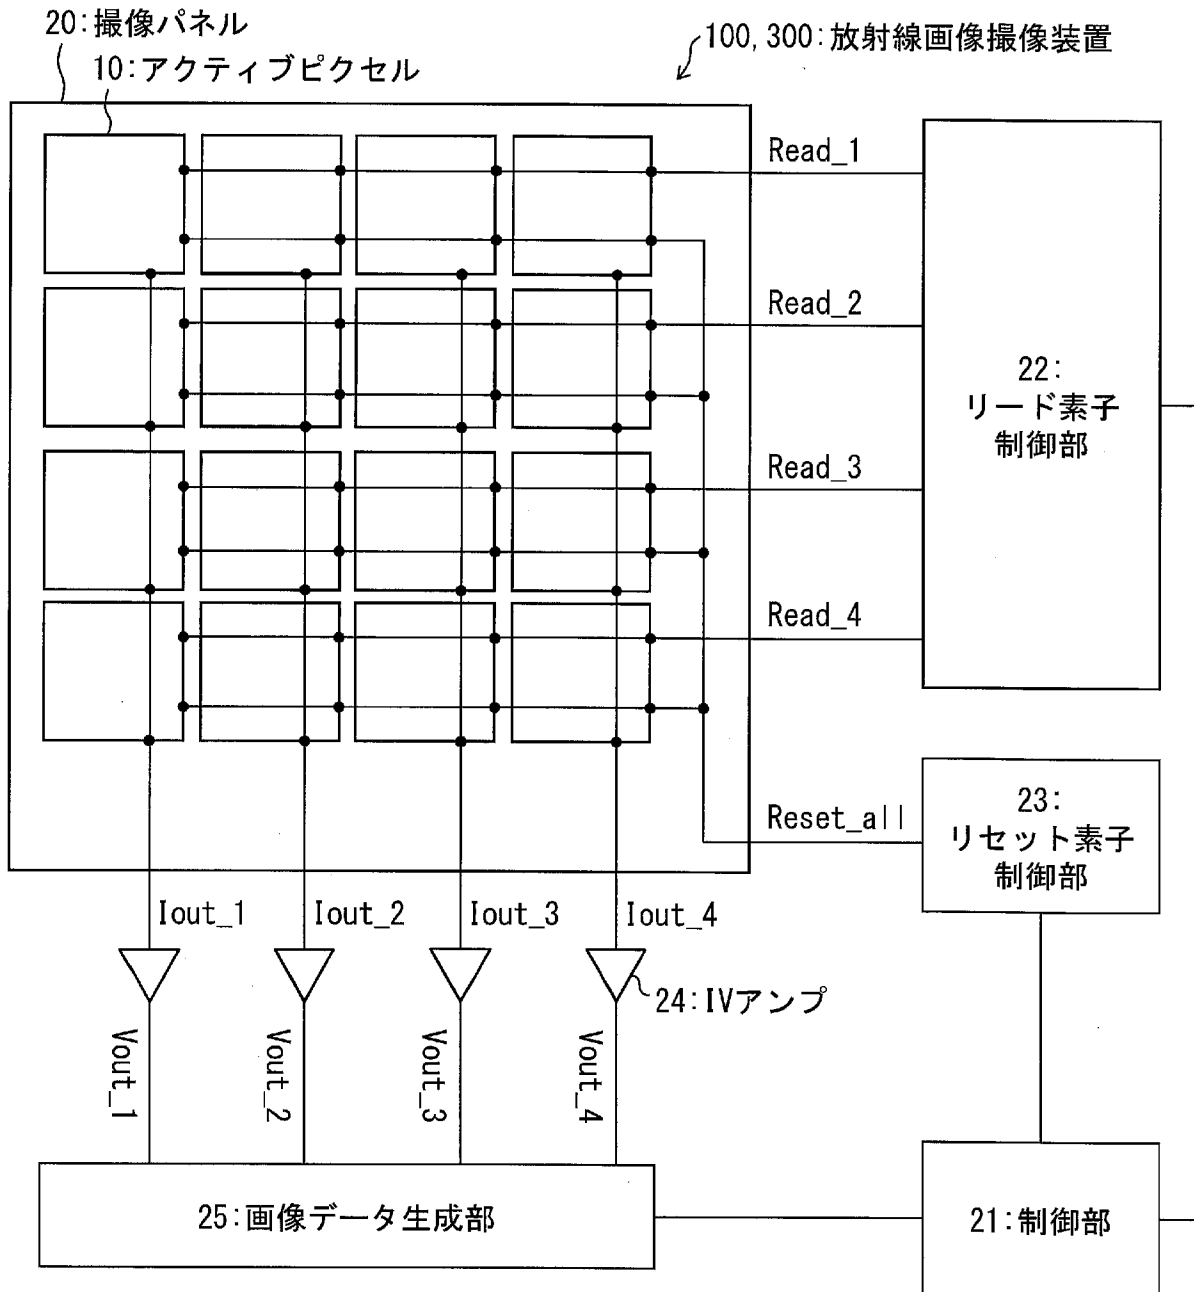 20:撮像パネル
100,300:放射線画像撮像装置
10:アクティブピクセル
Read_1
Read_2
22:
リード素子
制御部
Read_3
Read_4
23:
リセット素子
制御部
Reset_all
Iout_1
Iout_2
Iout_3
Iout_4
24:IVアンプ
Vout_1
Vout_2
Vout_3
Vout_4
25:画像データ生成部
21:制御部